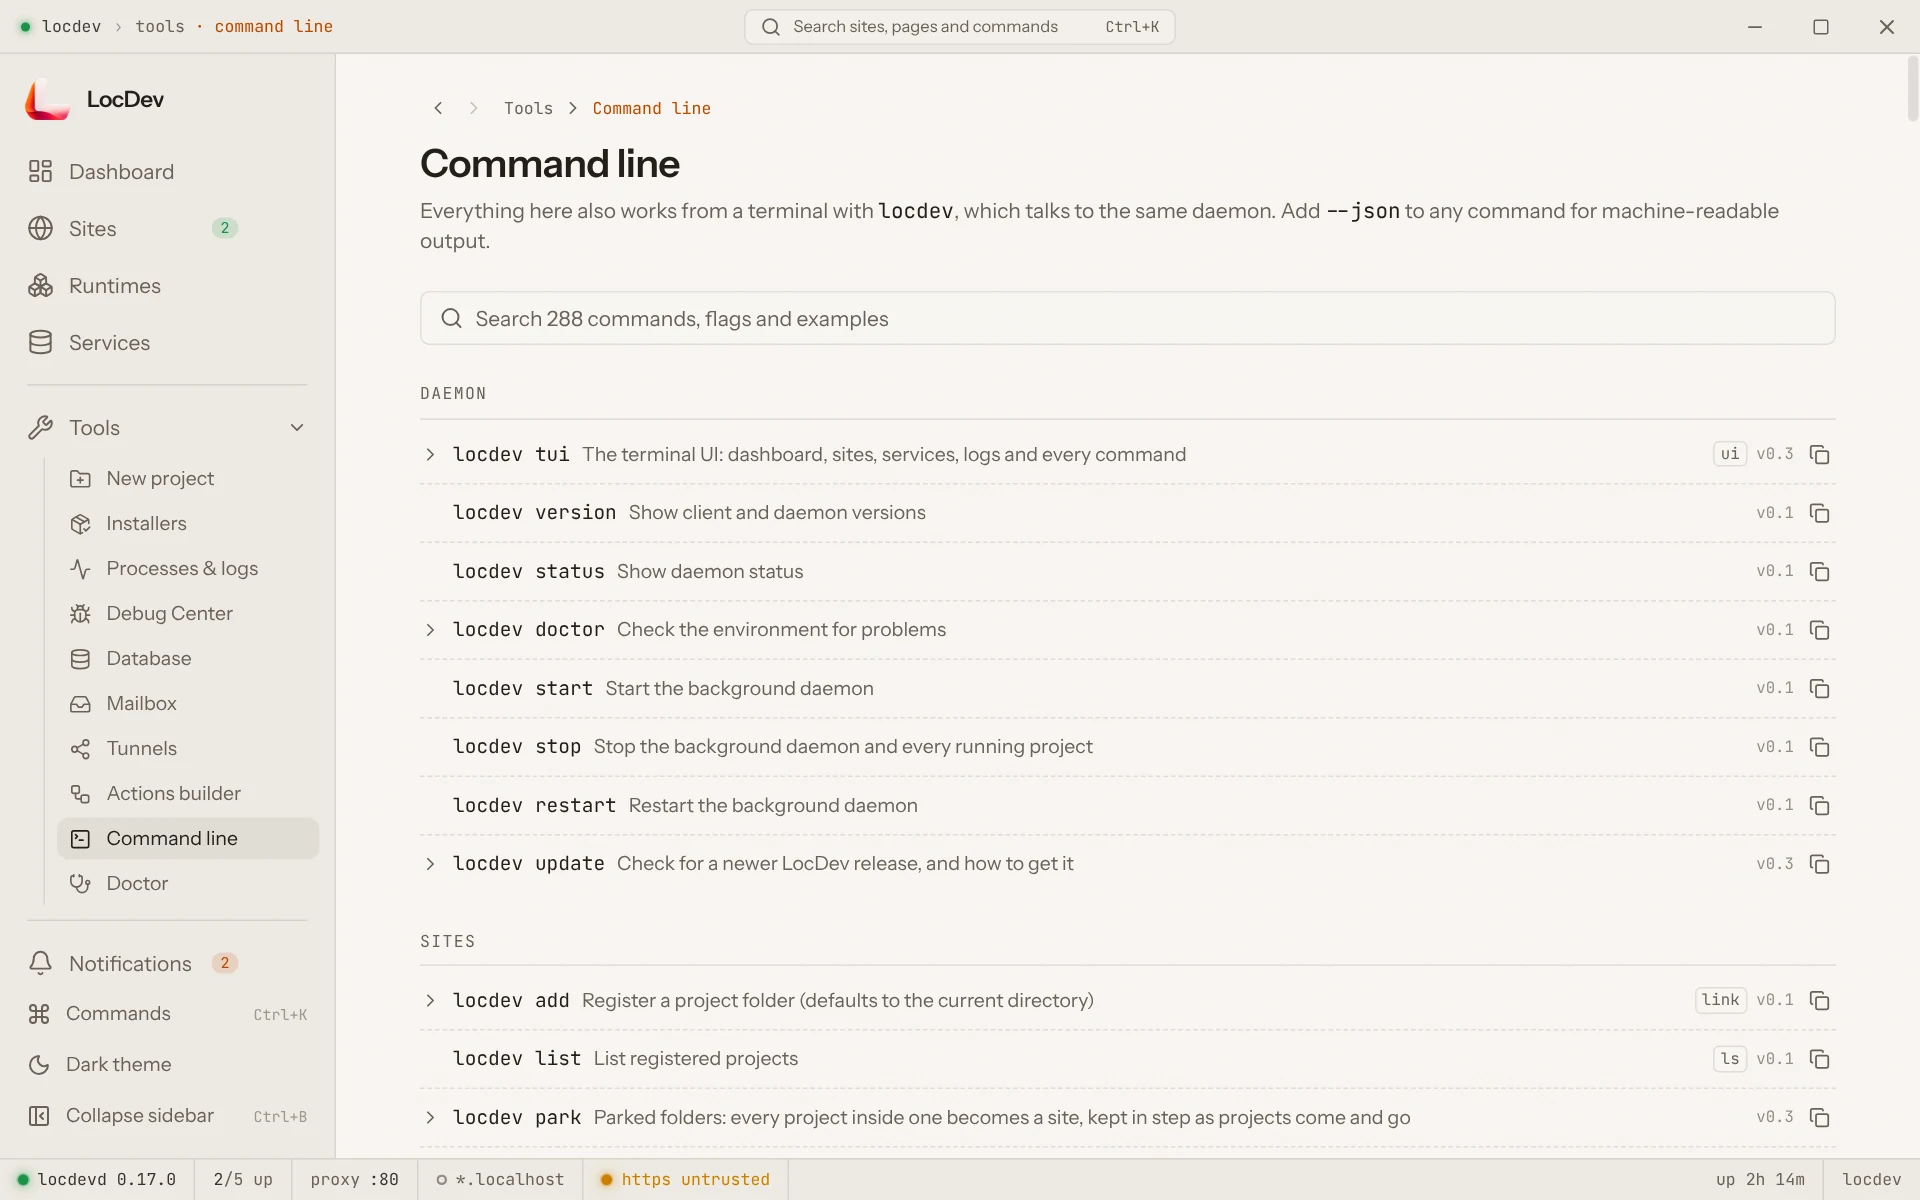 locdev › tools · command line
Search sites, pages and commands Ctrl+K
LocDev
Dashboard
Sites 2
Runtimes
Services
Tools
New project
Installers
Processes & logs
Debug Center
Database
Mailbox
Tunnels
Actions builder
Command line
Doctor
Notifications 2
Commands Ctrl+K
Dark theme
Collapse sidebar Ctrl+B
Tools > Command line
Command line
Everything here also works from a terminal with locdev, which talks to the same daemon. Add --json to any command for machine-readable
output.
Search 288 commands, flags and examples
DAEMON
locdev tui The terminal UI: dashboard, sites, services, logs and every command ui v0.3
locdev version Show client and daemon versions v0.1
locdev status Show daemon status v0.1
locdev doctor Check the environment for problems v0.1
locdev start Start the background daemon v0.1
locdev stop Stop the background daemon and every running project v0.1
locdev restart Restart the background daemon v0.1
locdev update Check for a newer LocDev release, and how to get it v0.3
SITES
locdev add Register a project folder (defaults to the current directory) link v0.1
locdev list List registered projects ls v0.1
locdev park Parked folders: every project inside one becomes a site, kept in step as projects come and go v0.3
locdevd 0.17.0 2/5 up proxy :80 *.localhost https untrusted up 2h 14m locdev